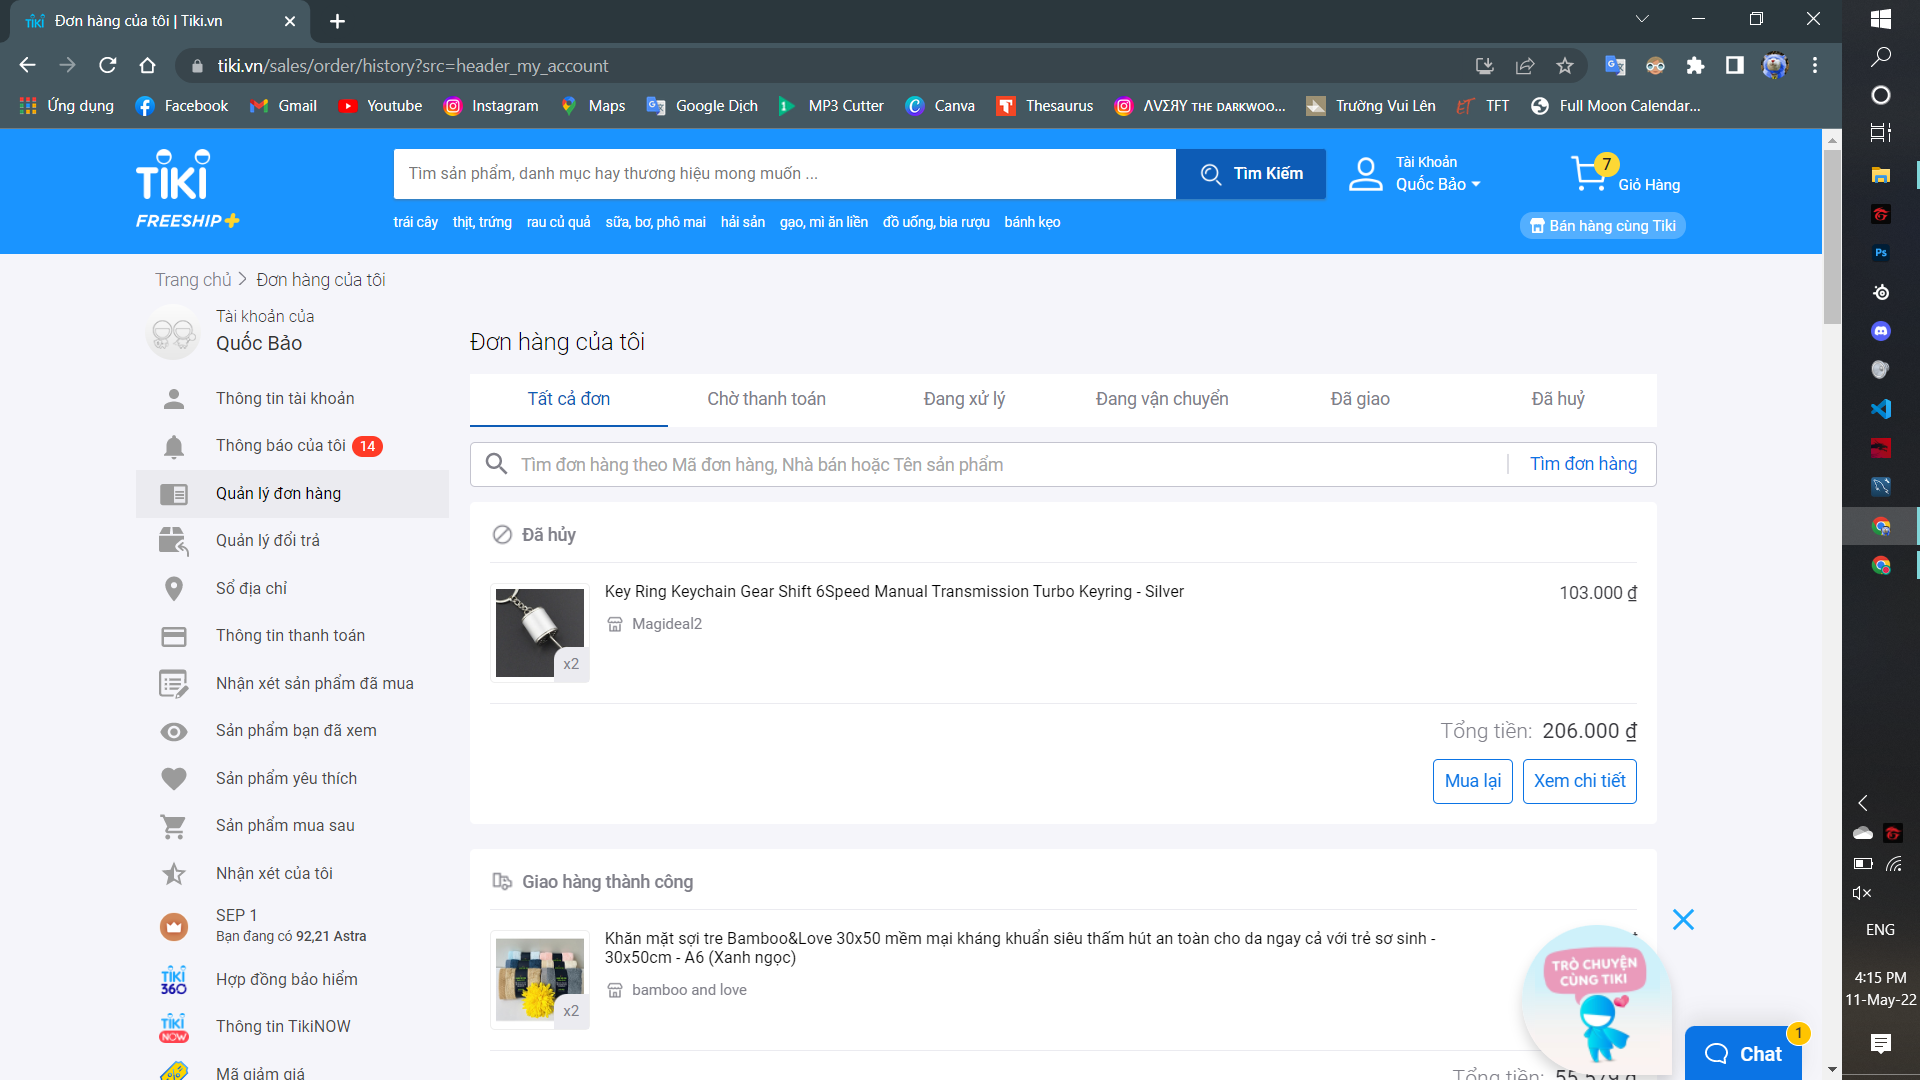 Đơn hàng của tôi | Tiki.vn
tiki.vn/sales/order/history?src=header_my_account
Ứng dụng
Facebook
Gmail
Youtube
Instagram
Maps
Google Dịch
MP3 Cutter
Canva
Thesaurus
ΛVΣЯY ᴛʜᴇ ᴅᴀʀᴋᴡᴏᴏ...
Trường Vui Lên
TFT
Full Moon Calendar...
TIKI
FREESHIP+
Tìm sản phẩm, danh mục hay thương hiệu mong muốn ...
Tìm Kiếm
Tài Khoản
Quốc Bảo
7
Giỏ Hàng
trái cây
thịt, trứng
rau củ quả
sữa, bơ, phô mai
hải sản
gạo, mì ăn liền
đồ uống, bia rượu
bánh kẹo
Bán hàng cùng Tiki
Trang chủ > Đơn hàng của tôi
Tài khoản của
Quốc Bảo
Thông tin tài khoản
Thông báo của tôi 14
Quản lý đơn hàng
Quản lý đổi trả
Sổ địa chỉ
Thông tin thanh toán
Nhận xét sản phẩm đã mua
Sản phẩm bạn đã xem
Sản phẩm yêu thích
Sản phẩm mua sau
Nhận xét của tôi
SEP 1
Bạn đang có 92,21 Astra
TIKI 360
Hợp đồng bảo hiểm
TIKI NOW
Thông tin TikiNOW
Mã giảm giá
Đơn hàng của tôi
Tất cả đơn
Chờ thanh toán
Đang xử lý
Đang vận chuyển
Đã giao
Đã huỷ
Tìm đơn hàng theo Mã đơn hàng, Nhà bán hoặc Tên sản phẩm
Tìm đơn hàng
Đã hủy
Key Ring Keychain Gear Shift 6Speed Manual Transmission Turbo Keyring - Silver
103.000 ₫
Magideal2
x2
Tổng tiền: 206.000 ₫
Mua lại
Xem chi tiết
Giao hàng thành công
Khăn mặt sợi tre Bamboo&Love 30x50 mềm mại kháng khuẩn siêu thấm hút an toàn cho da ngay cả với trẻ sơ sinh -
30x50cm - A6 (Xanh ngọc)
bamboo and love
x2
Tổng tiền: 55.579 ₫
TRÒ CHUYỆN
CÙNG TIKI
Chat
1
Ps
ENG
4:15 PM
11-May-22